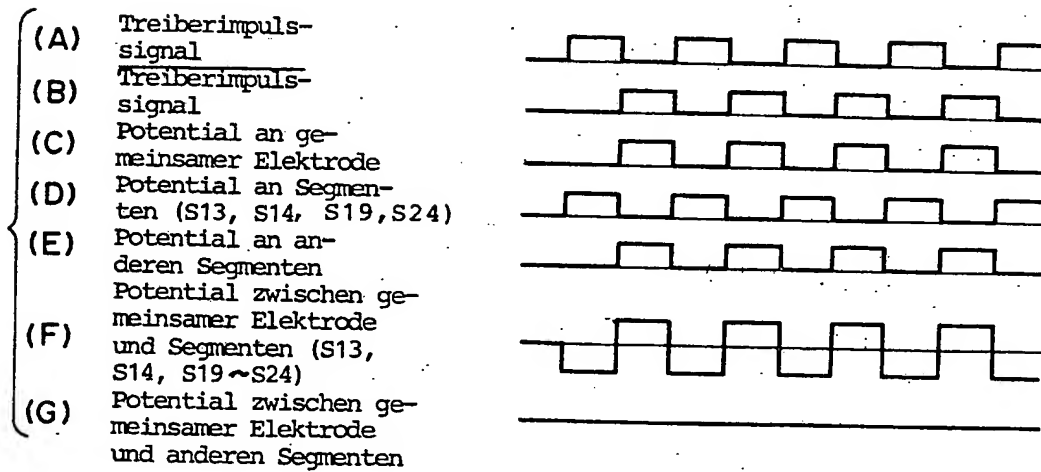 (A) Treiberimpuls-
signal
(B) Treiberimpuls-
signal
(C) Potential an ge-
meinsamer Elektrode
(D) Potential an Segmen-
ten (S13, S14, S19,S24)
(E) Potential an an-
deren Segmenten
(F) Potential zwischen ge-
meinsamer Elektrode
und Segmenten (S13,
S14, S19~S24)
(G) Potential zwischen ge-
meinsamer Elektrode
und anderen Segmenten